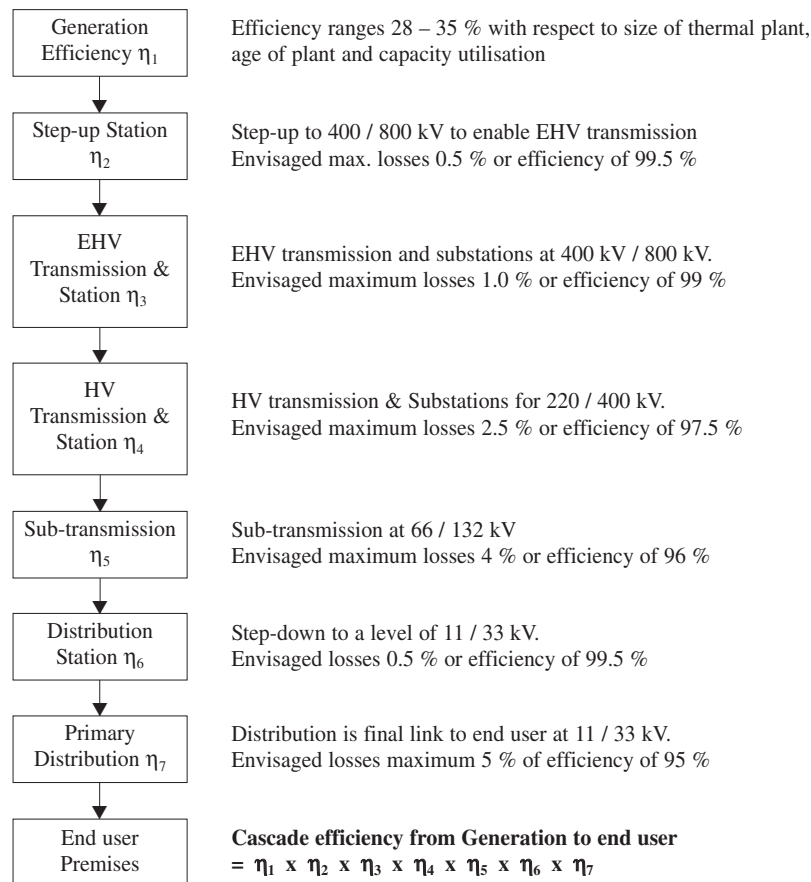 Generation
Efficiency η₁
Efficiency ranges 28 – 35 % with respect to size of thermal plant,
age of plant and capacity utilisation
Step-up Station
η₂
Step-up to 400 / 800 kV to enable EHV transmission
Envisaged max. losses 0.5 % or efficiency of 99.5 %
EHV
Transmission &
Station η₃
EHV transmission and substations at 400 kV / 800 kV.
Envisaged maximum losses 1.0 % or efficiency of 99 %
HV
Transmission &
Station η₄
HV transmission & Substations for 220 / 400 kV.
Envisaged maximum losses 2.5 % or efficiency of 97.5 %
Sub-transmission
η₅
Sub-transmission at 66 / 132 kV
Envisaged maximum losses 4 % or efficiency of 96 %
Distribution
Station η₆
Step-down to a level of 11 / 33 kV.
Envisaged losses 0.5 % or efficiency of 99.5 %
Primary
Distribution η₇
Distribution is final link to end user at 11 / 33 kV.
Envisaged losses maximum 5 % of efficiency of 95 %
End user
Premises
Cascade efficiency from Generation to end user
= η₁ x η₂ x η₃ x η₄ x η₅ x η₆ x η₇